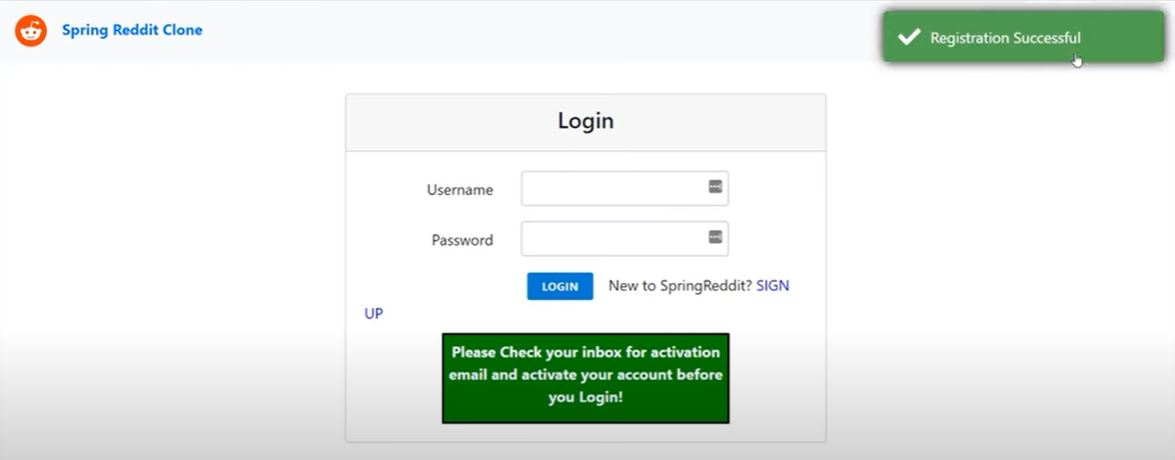 Spring Reddit Clone
Registration Successful
Login
Username
Password
LOGIN New to SpringReddit? SIGN
UP
Please Check your inbox for activation
email and activate your account before
you Login!